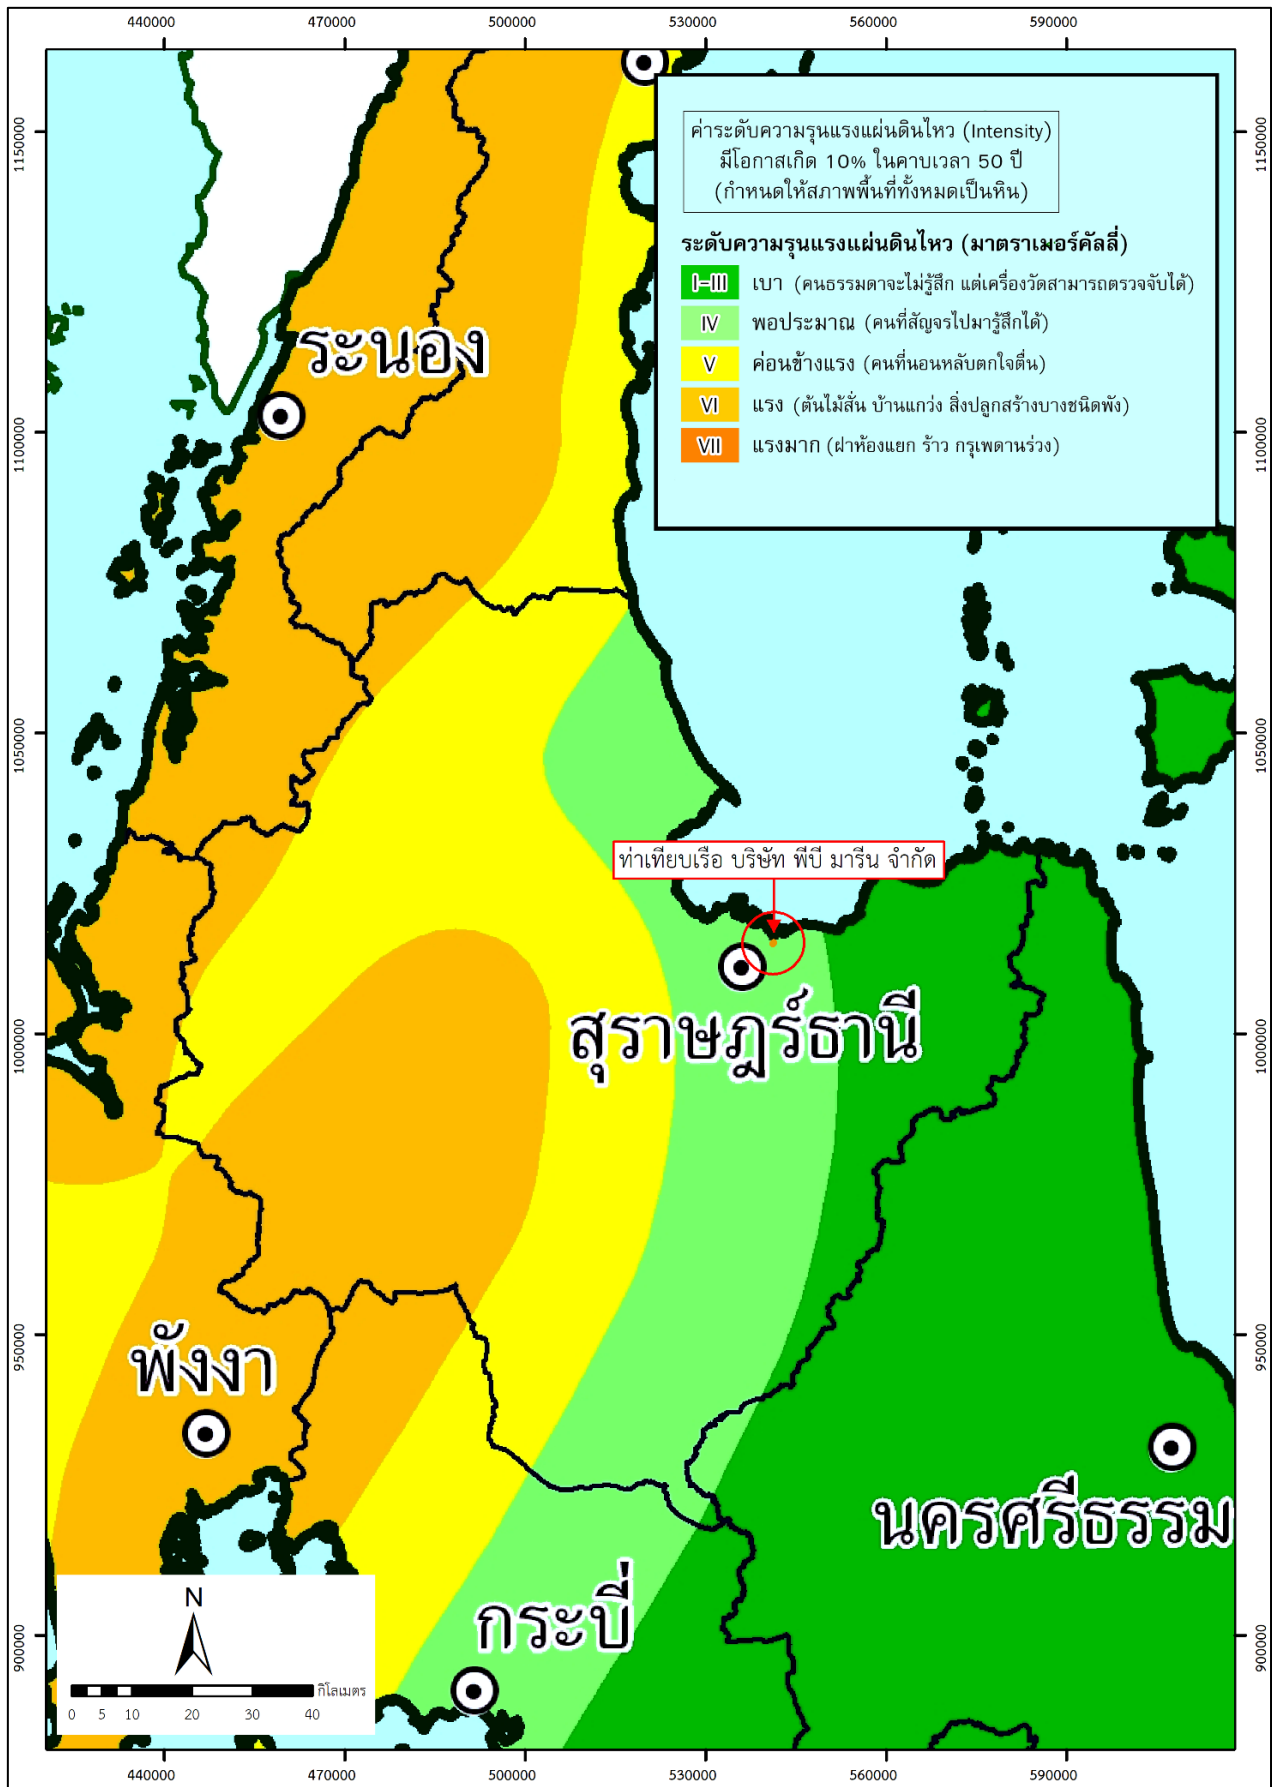 440000 470000 500000 530000 560000 590000
1150000 1150000
ค่าระดับความรุนแรงแผ่นดินไหว (Intensity)
มีโอกาสเกิด 10% ในคาบเวลา 50 ปี
(กำหนดให้สภาพพื้นที่ทั้งหมดเป็นหิน)
ระดับความรุนแรงแผ่นดินไหว (มาตราเมอร์คัลลี่)
I-III เบา (คนธรรมดาจะไม่รู้สึก แต่เครื่องวัดสามารถตรวจจับได้)
IV พอประมาณ (คนที่สัญจรไปมารู้สึกได้)
V ค่อนข้างแรง (คนที่นอนหลับตกใจตื่น)
VI แรง (ต้นไม้สั่น บ้านแกว่ง สิ่งปลูกสร้างบางชนิดพัง)
VII แรงมาก (ฝาห้องแยก ร้าว กรุเพดานร่วง)
ระนอง
1100000 1100000
1050000 1050000
ท่าเทียบเรือ บริษัท พีบี มารีน จำกัด
สุราษฎร์ธานี
1000000 1000000
950000 950000
พังงา
นครศรีธรรม
กระบี่
900000 900000
N
กิโลเมตร
0 5 10 20 30 40
440000 470000 500000 530000 560000 590000